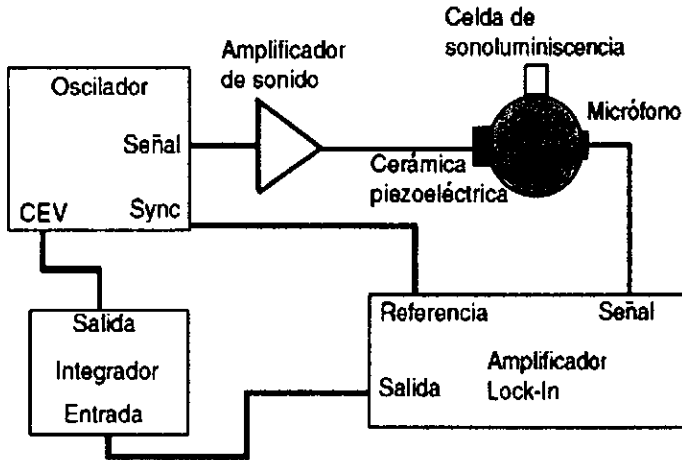 Celda de
sonoluminiscencia
Amplificador
de sonido
Oscilador
Micrófono
Señal
Cerámica
piezoeléctrica
CEV
Sync
Salida
Referencia
Señal
Integrador
Amplificador
Lock-In
Salida
Entrada